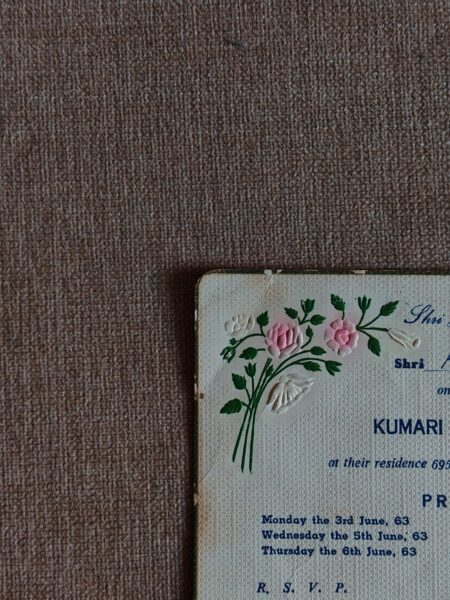 Shri
Shri
on
KUMARI
at their residence 695
PR
Monday the 3rd June, 63
Wednesday the 5th June, 63
Thursday the 6th June, 63
R. S. V. P.